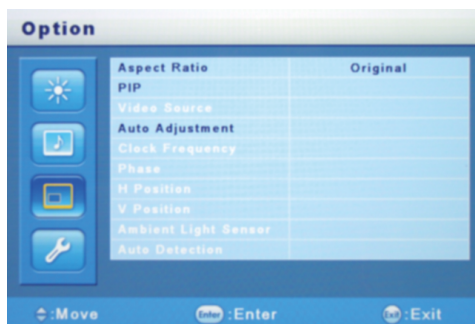 Option
Aspect Ratio Original
PIP
Video Source
Auto Adjustment
Clock Frequency
Phase
H Position
V Position
Ambient Light Sensor
Auto Detection
:Move Enter :Enter Exit :Exit